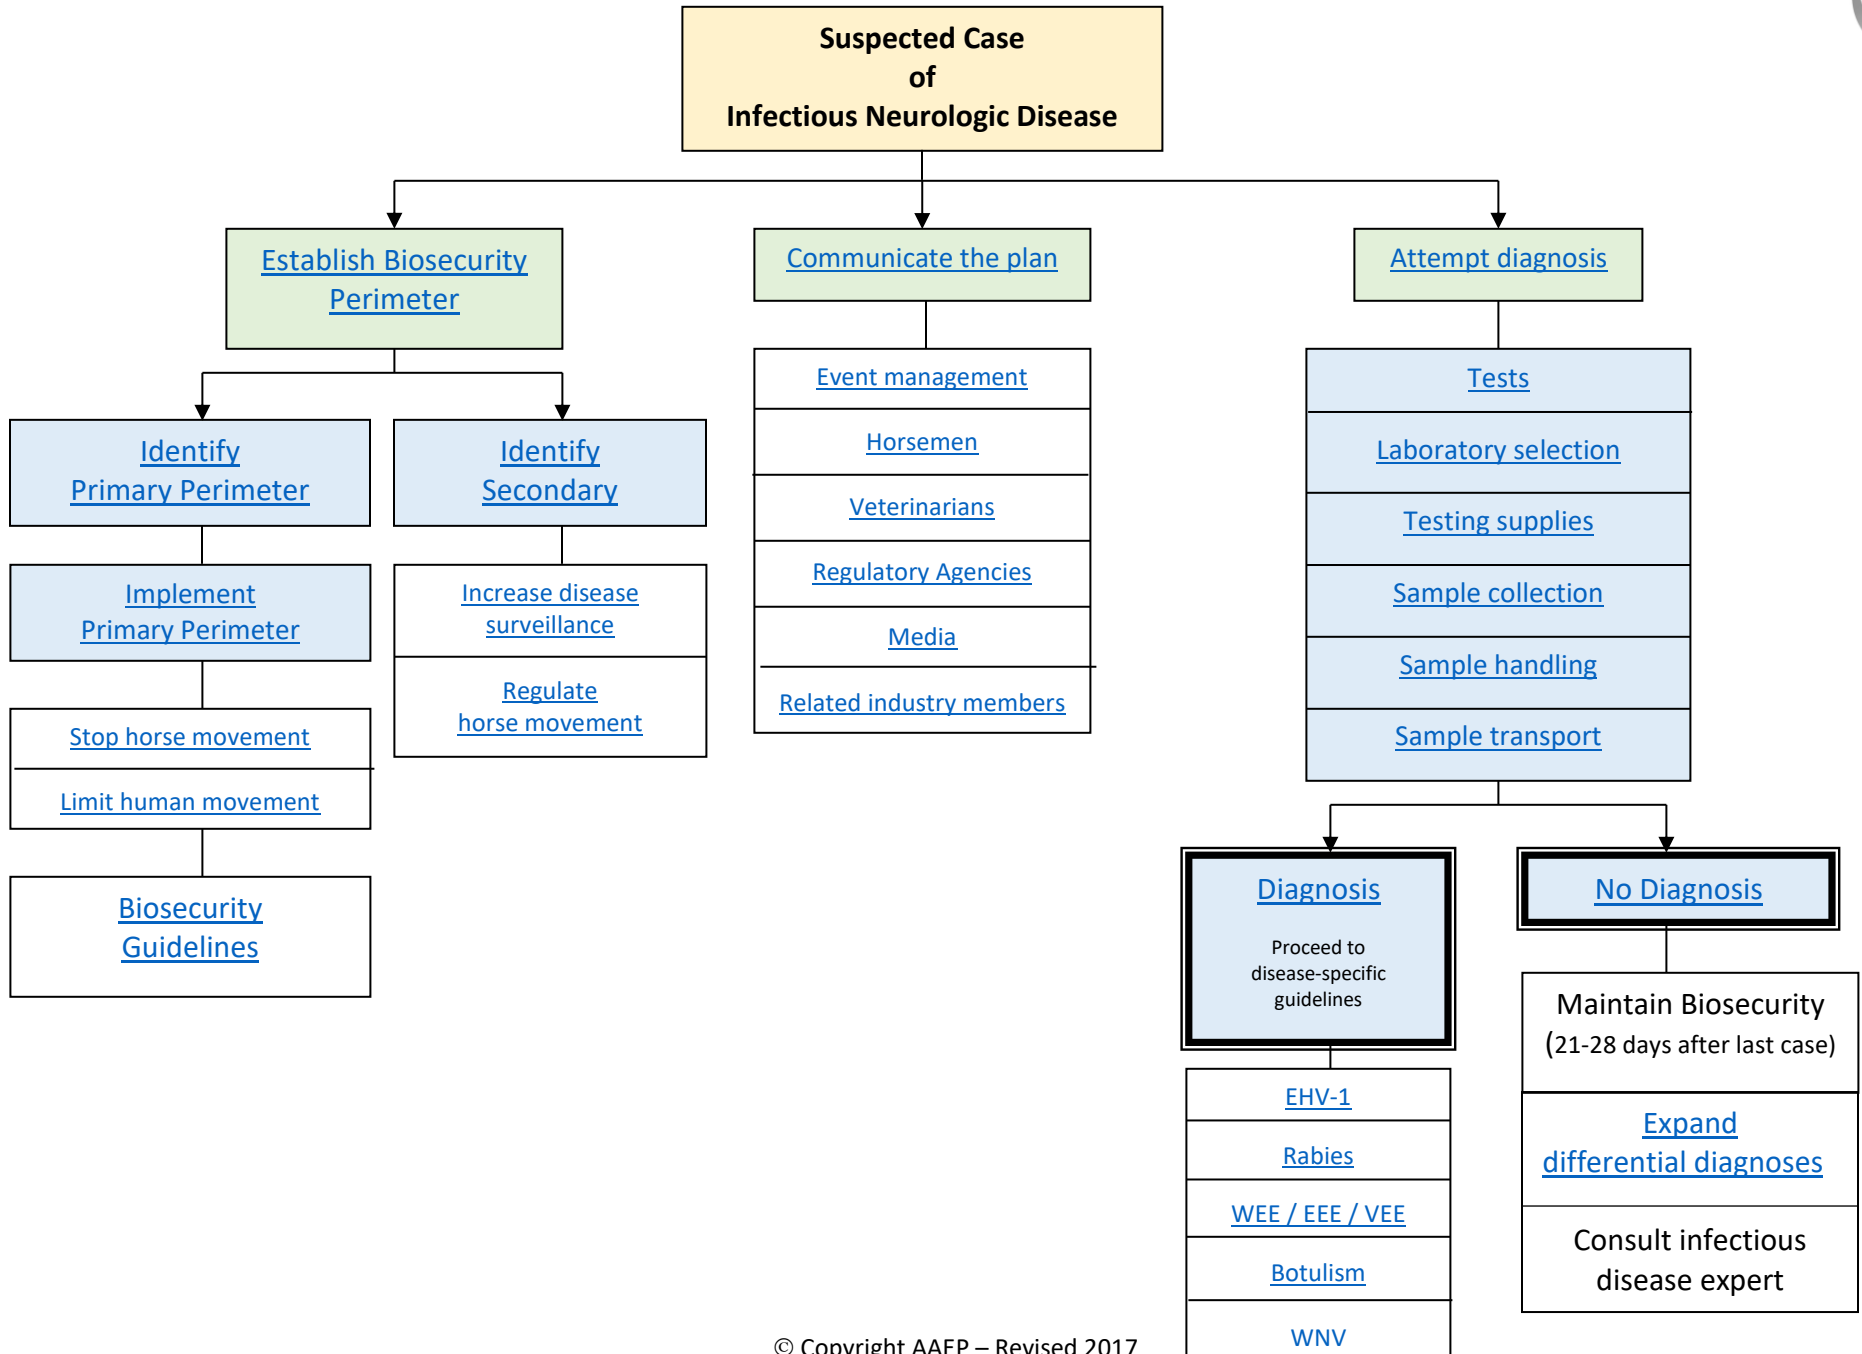 Suspected Case
of
Infectious Neurologic Disease
Establish Biosecurity
Perimeter
Identify
Primary Perimeter
Implement
Primary Perimeter
Stop horse movement
Limit human movement
Biosecurity
Guidelines
Identify
Secondary
Increase disease
surveillance
Regulate
horse movement
Communicate the plan
Event management
Horsemen
Veterinarians
Regulatory Agencies
Media
Related industry members
Attempt diagnosis
Tests
Laboratory selection
Testing supplies
Sample collection
Sample handling
Sample transport
Diagnosis
Proceed to
disease-specific
guidelines
EHV-1
Rabies
WEE / EEE / VEE
Botulism
WNV
No Diagnosis
Maintain Biosecurity
(21-28 days after last case)
Expand
differential diagnoses
Consult infectious
disease expert
© Copyright AAEP – Revised 2017